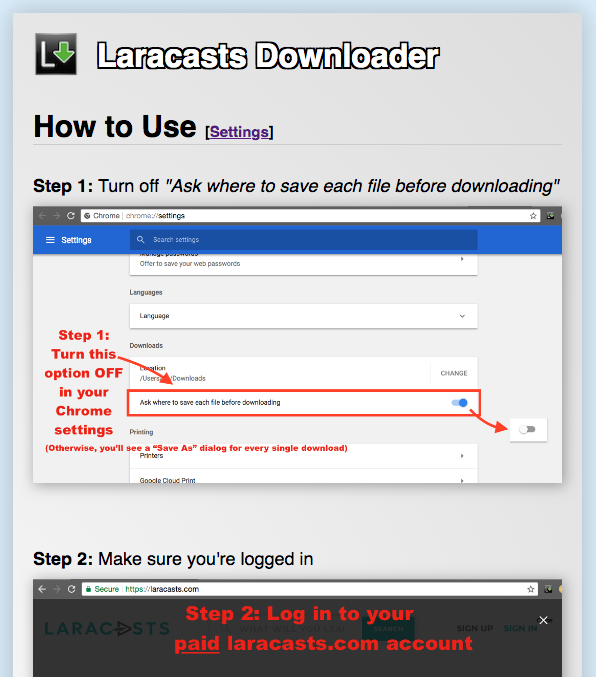 Laracasts Downloader
How to Use [Settings]
Step 1: Turn off "Ask where to save each file before downloading"
Chrome | chrome://settings
Settings
Search settings
Manage passwords
Offer to save your web passwords
Languages
Language
Downloads
Step 1:
Turn this
option OFF
in your
Chrome
settings
(Otherwise, you'll see a “Save As” dialog for every single download)
Location
/Users/ /Downloads
CHANGE
Ask where to save each file before downloading
Printing
Printers
Google Cloud Print
Step 2: Make sure you're logged in
Secure | https://laracasts.com
Step 2: Log in to your
paid laracasts.com account
LARACASTS
SEARCH
SIGN UP SIGN IN